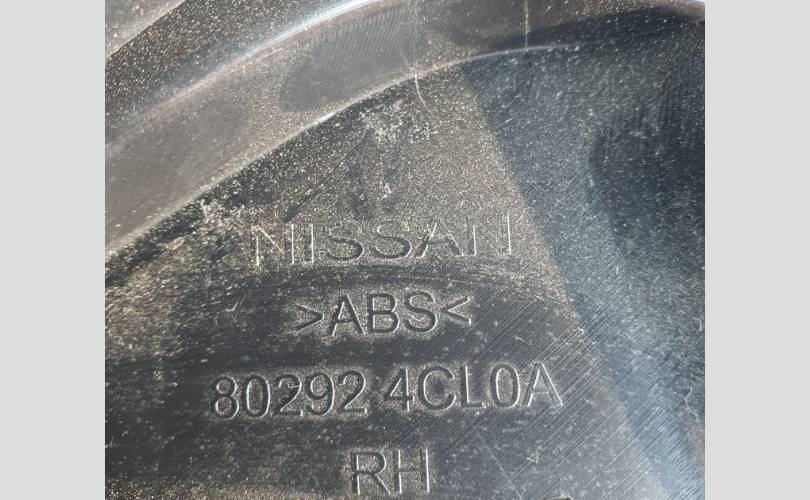 NISSAN
>ABS<
80292 4CL0A
RH